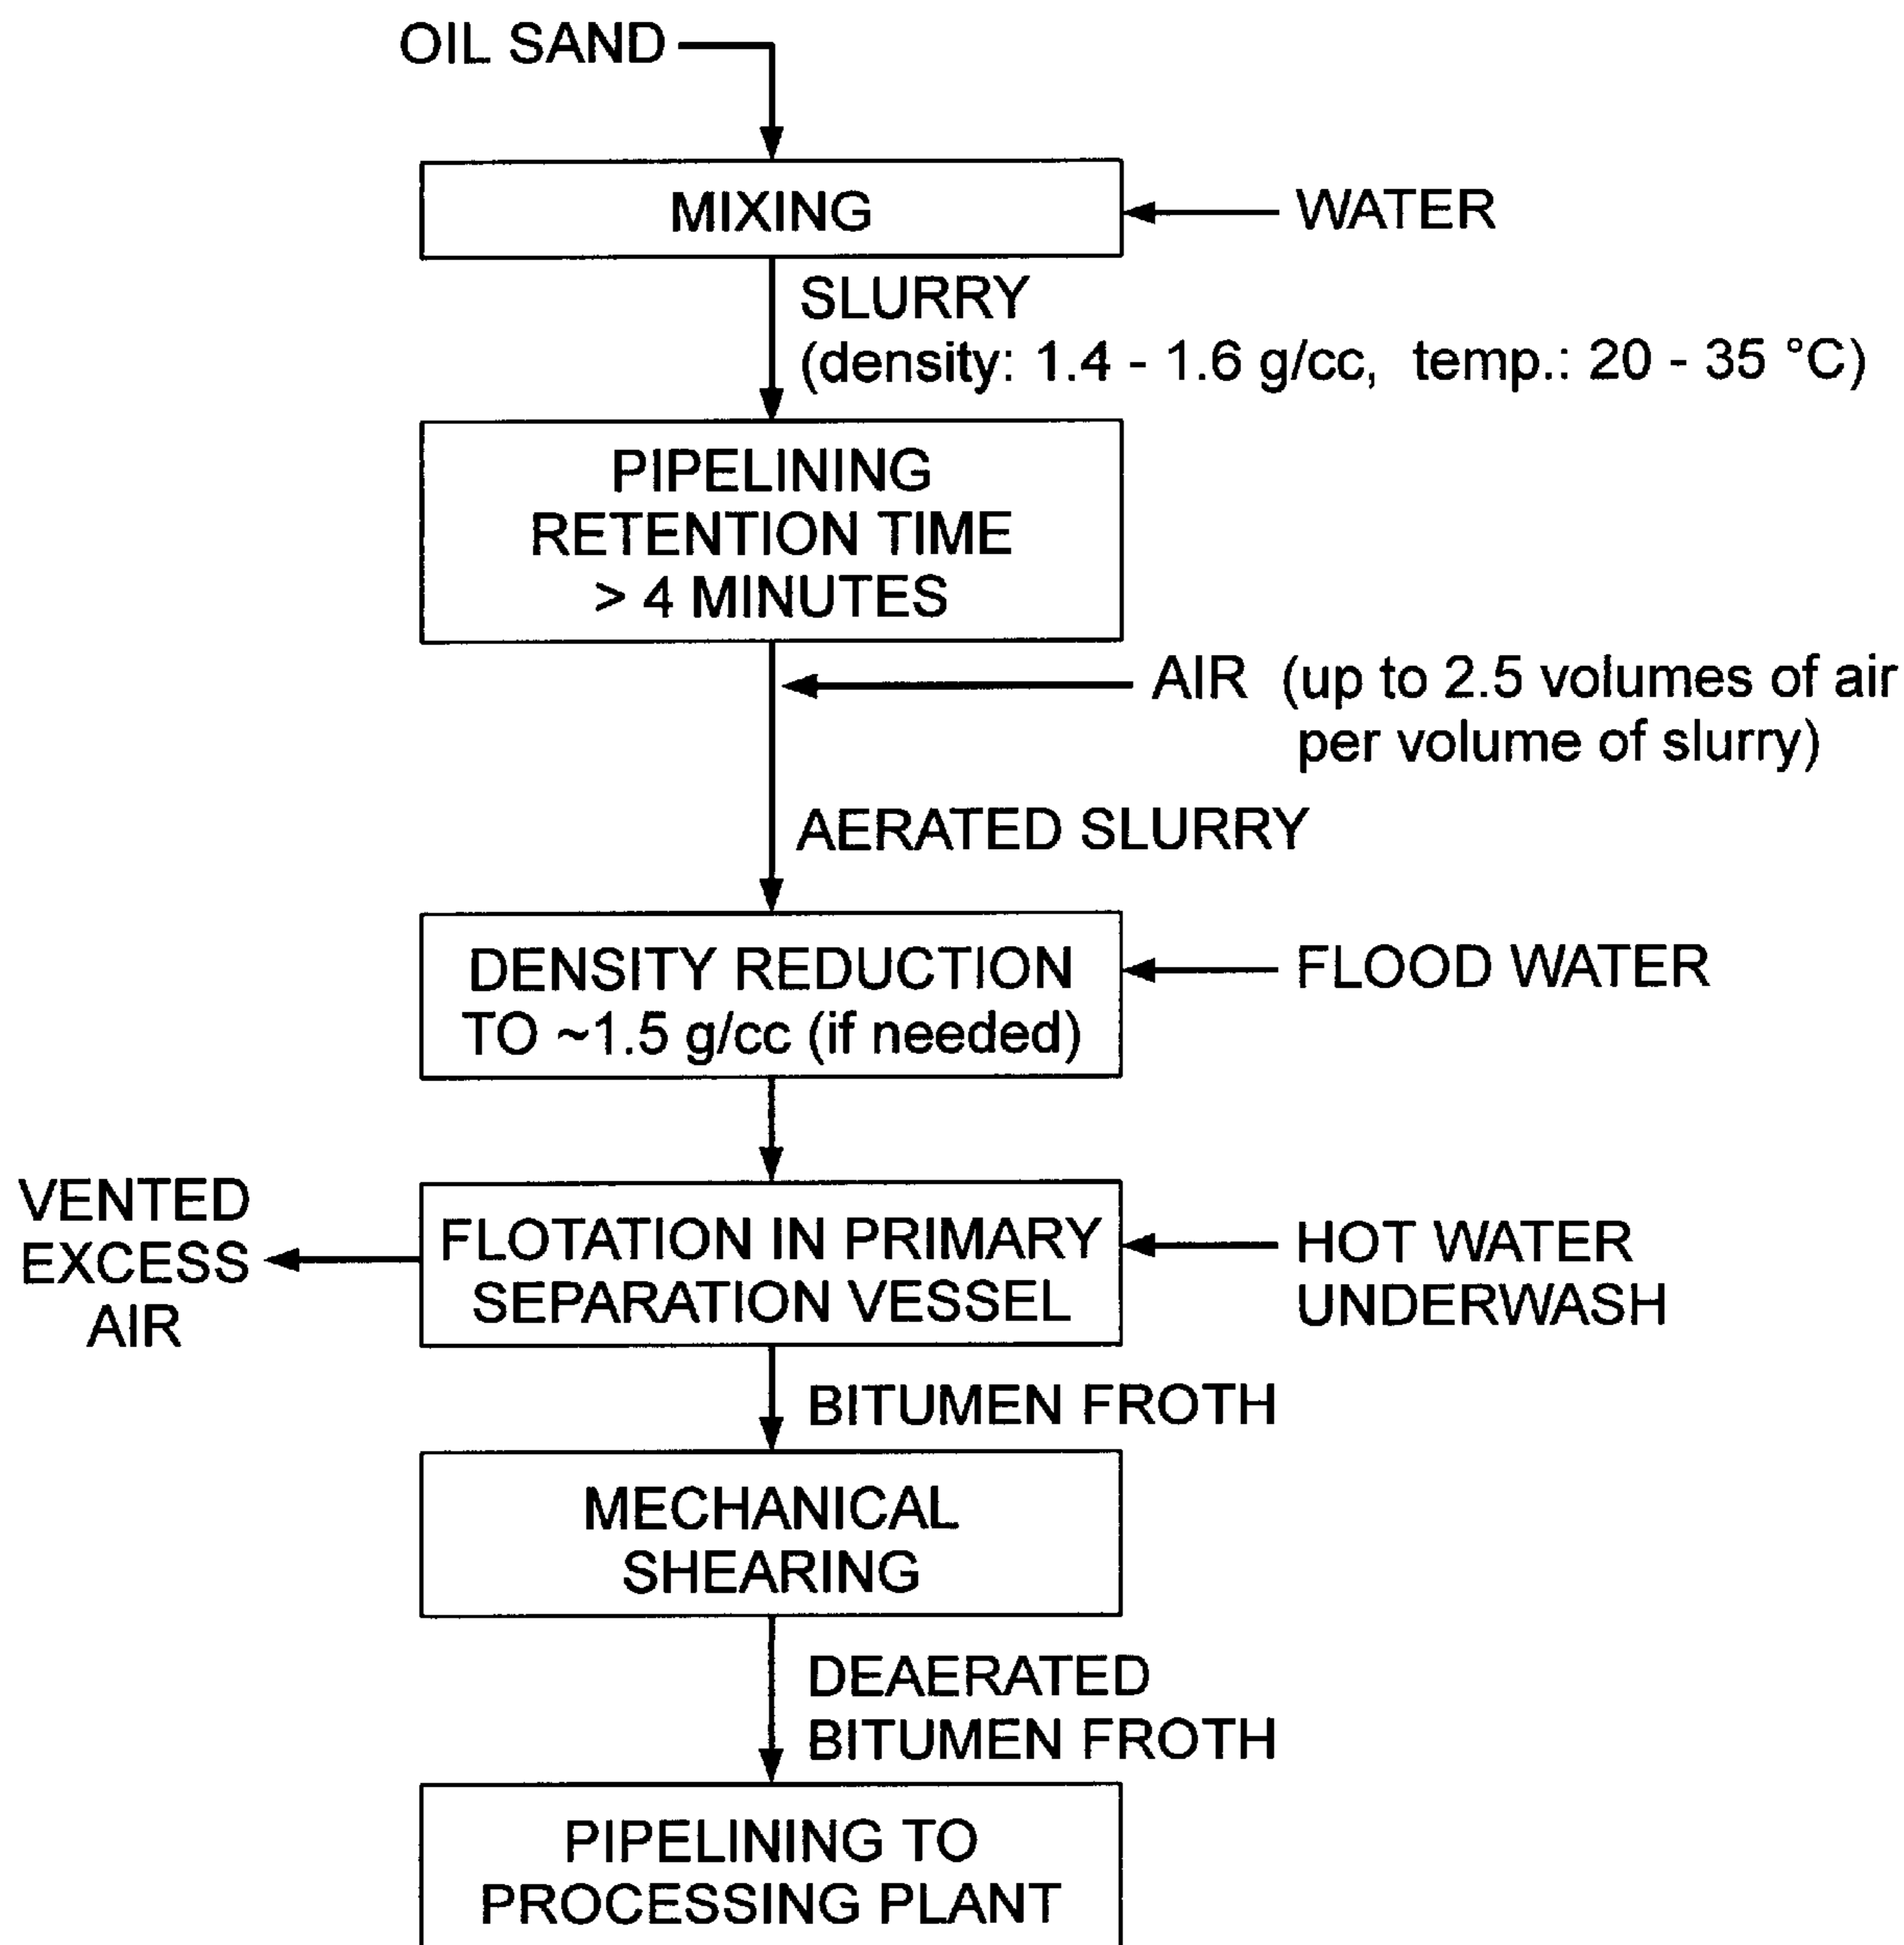 OIL SAND
MIXING
WATER
SLURRY
(density: 1.4 - 1.6 g/cc, temp.: 20 - 35 °C)
PIPELINING
RETENTION TIME
> 4 MINUTES
AIR (up to 2.5 volumes of air
per volume of slurry)
AERATED SLURRY
DENSITY REDUCTION
TO ~1.5 g/cc (if needed)
FLOOD WATER
VENTED
EXCESS
AIR
FLOTATION IN PRIMARY
SEPARATION VESSEL
HOT WATER
UNDERWASH
BITUMEN FROTH
MECHANICAL
SHEARING
DEAERATED
BITUMEN FROTH
PIPELINING TO
PROCESSING PLANT